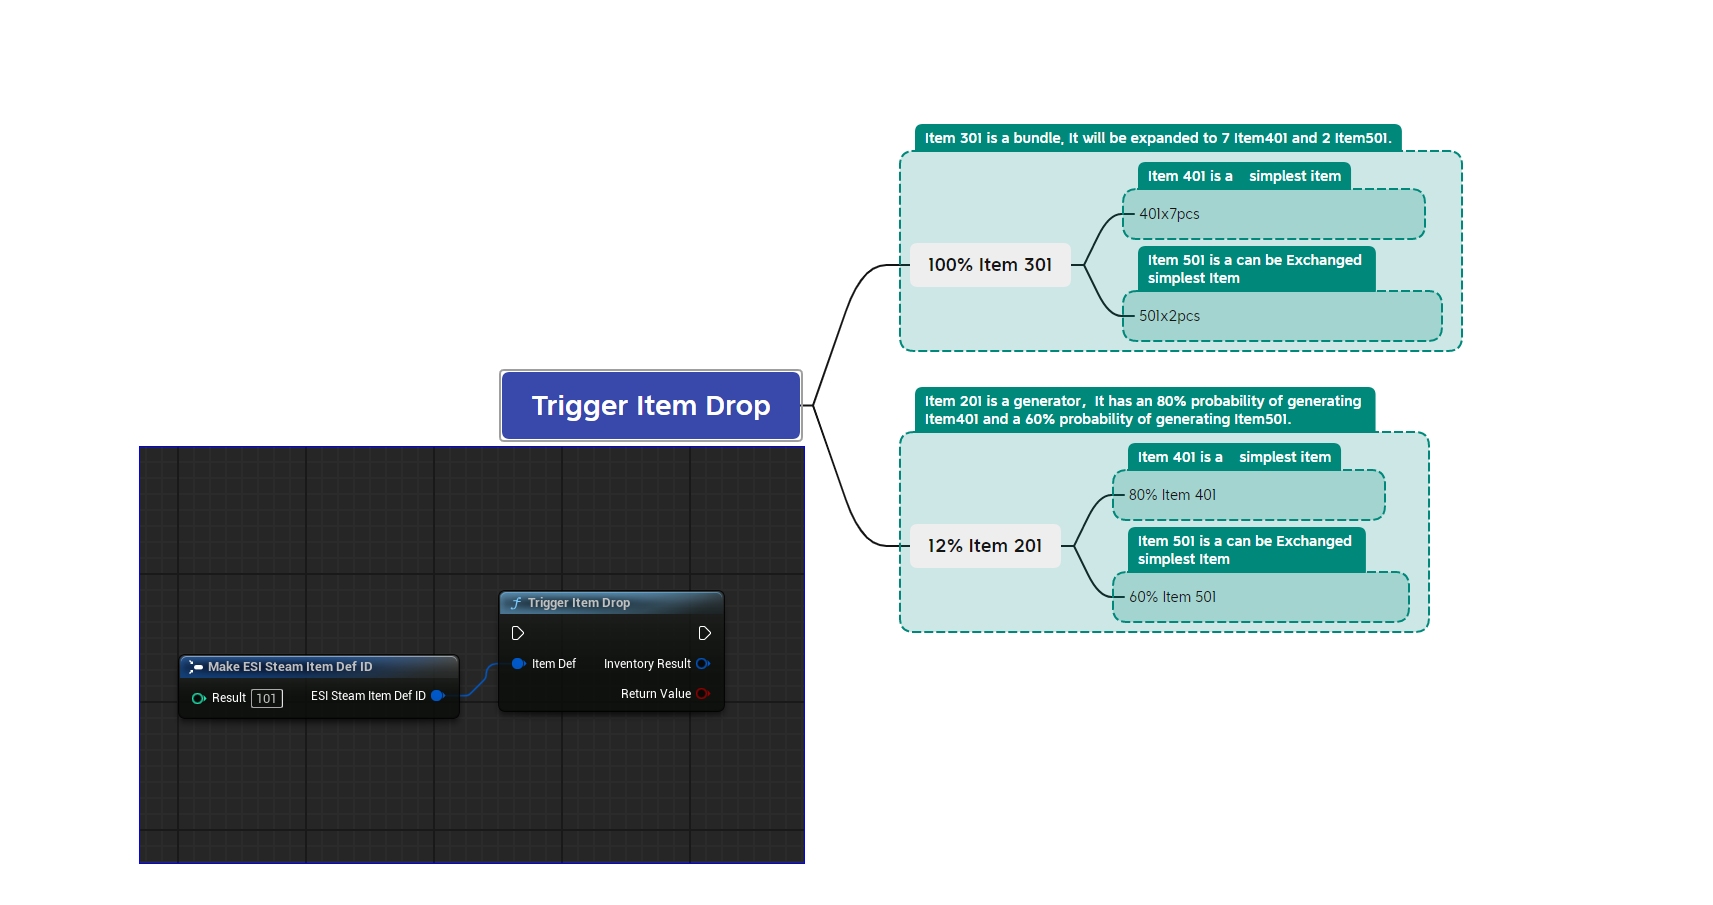 Item 301 is a bundle, It will be expanded to 7 Item401 and 2 Item501.
Item 401 is a simplest item
401x7pcs
100% Item 301
Item 501 is a can be Exchanged
simplest Item
501x2pcs
Trigger Item Drop
Item 201 is a generator, It has an 80% probability of generating
Item401 and a 60% probability of generating Item501.
Item 401 is a simplest item
80% Item 401
12% Item 201
Item 501 is a can be Exchanged
simplest Item
60% Item 501
Trigger Item Drop
Item Def Inventory Result
Return Value
Make ESI Steam Item Def ID
Result 101 ESI Steam Item Def ID